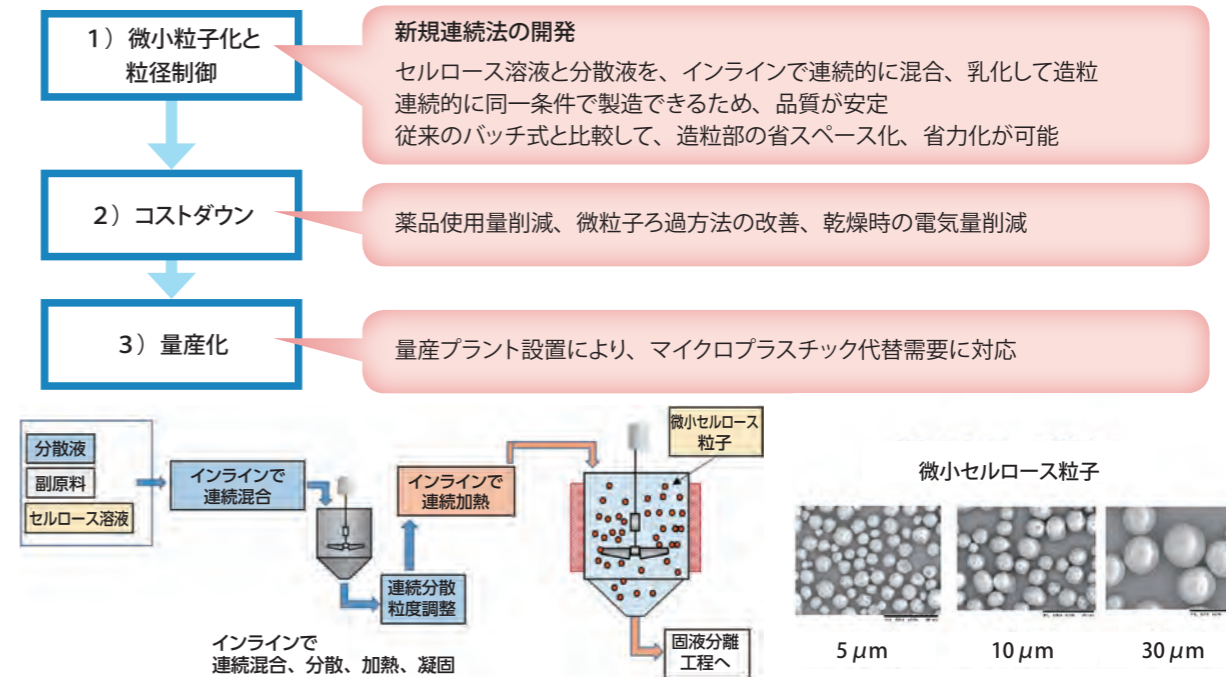 1）微小粒子化と
粒径制御
新規連続法の開発
セルロース溶液と分散液を、インラインで連続的に混合、乳化して造粒
連続的に同一条件で製造できるため、品質が安定
従来のバッチ式と比較して、造粒部の省スペース化、省力化が可能
2）コストダウン
薬品使用量削減、微粒子ろ過方法の改善、乾燥時の電気量削減
3）量産化
量産プラント設置により、マイクロプラスチック代替需要に対応
分散液
副原料
セルロース溶液
インラインで
連続混合
連続分散
粒度調整
インラインで
連続加熱
微小セルロース
粒子
固液分離
工程へ
インラインで
連続混合、分散、加熱、凝固
微小セルロース粒子
5 μm
10 μm
30 μm